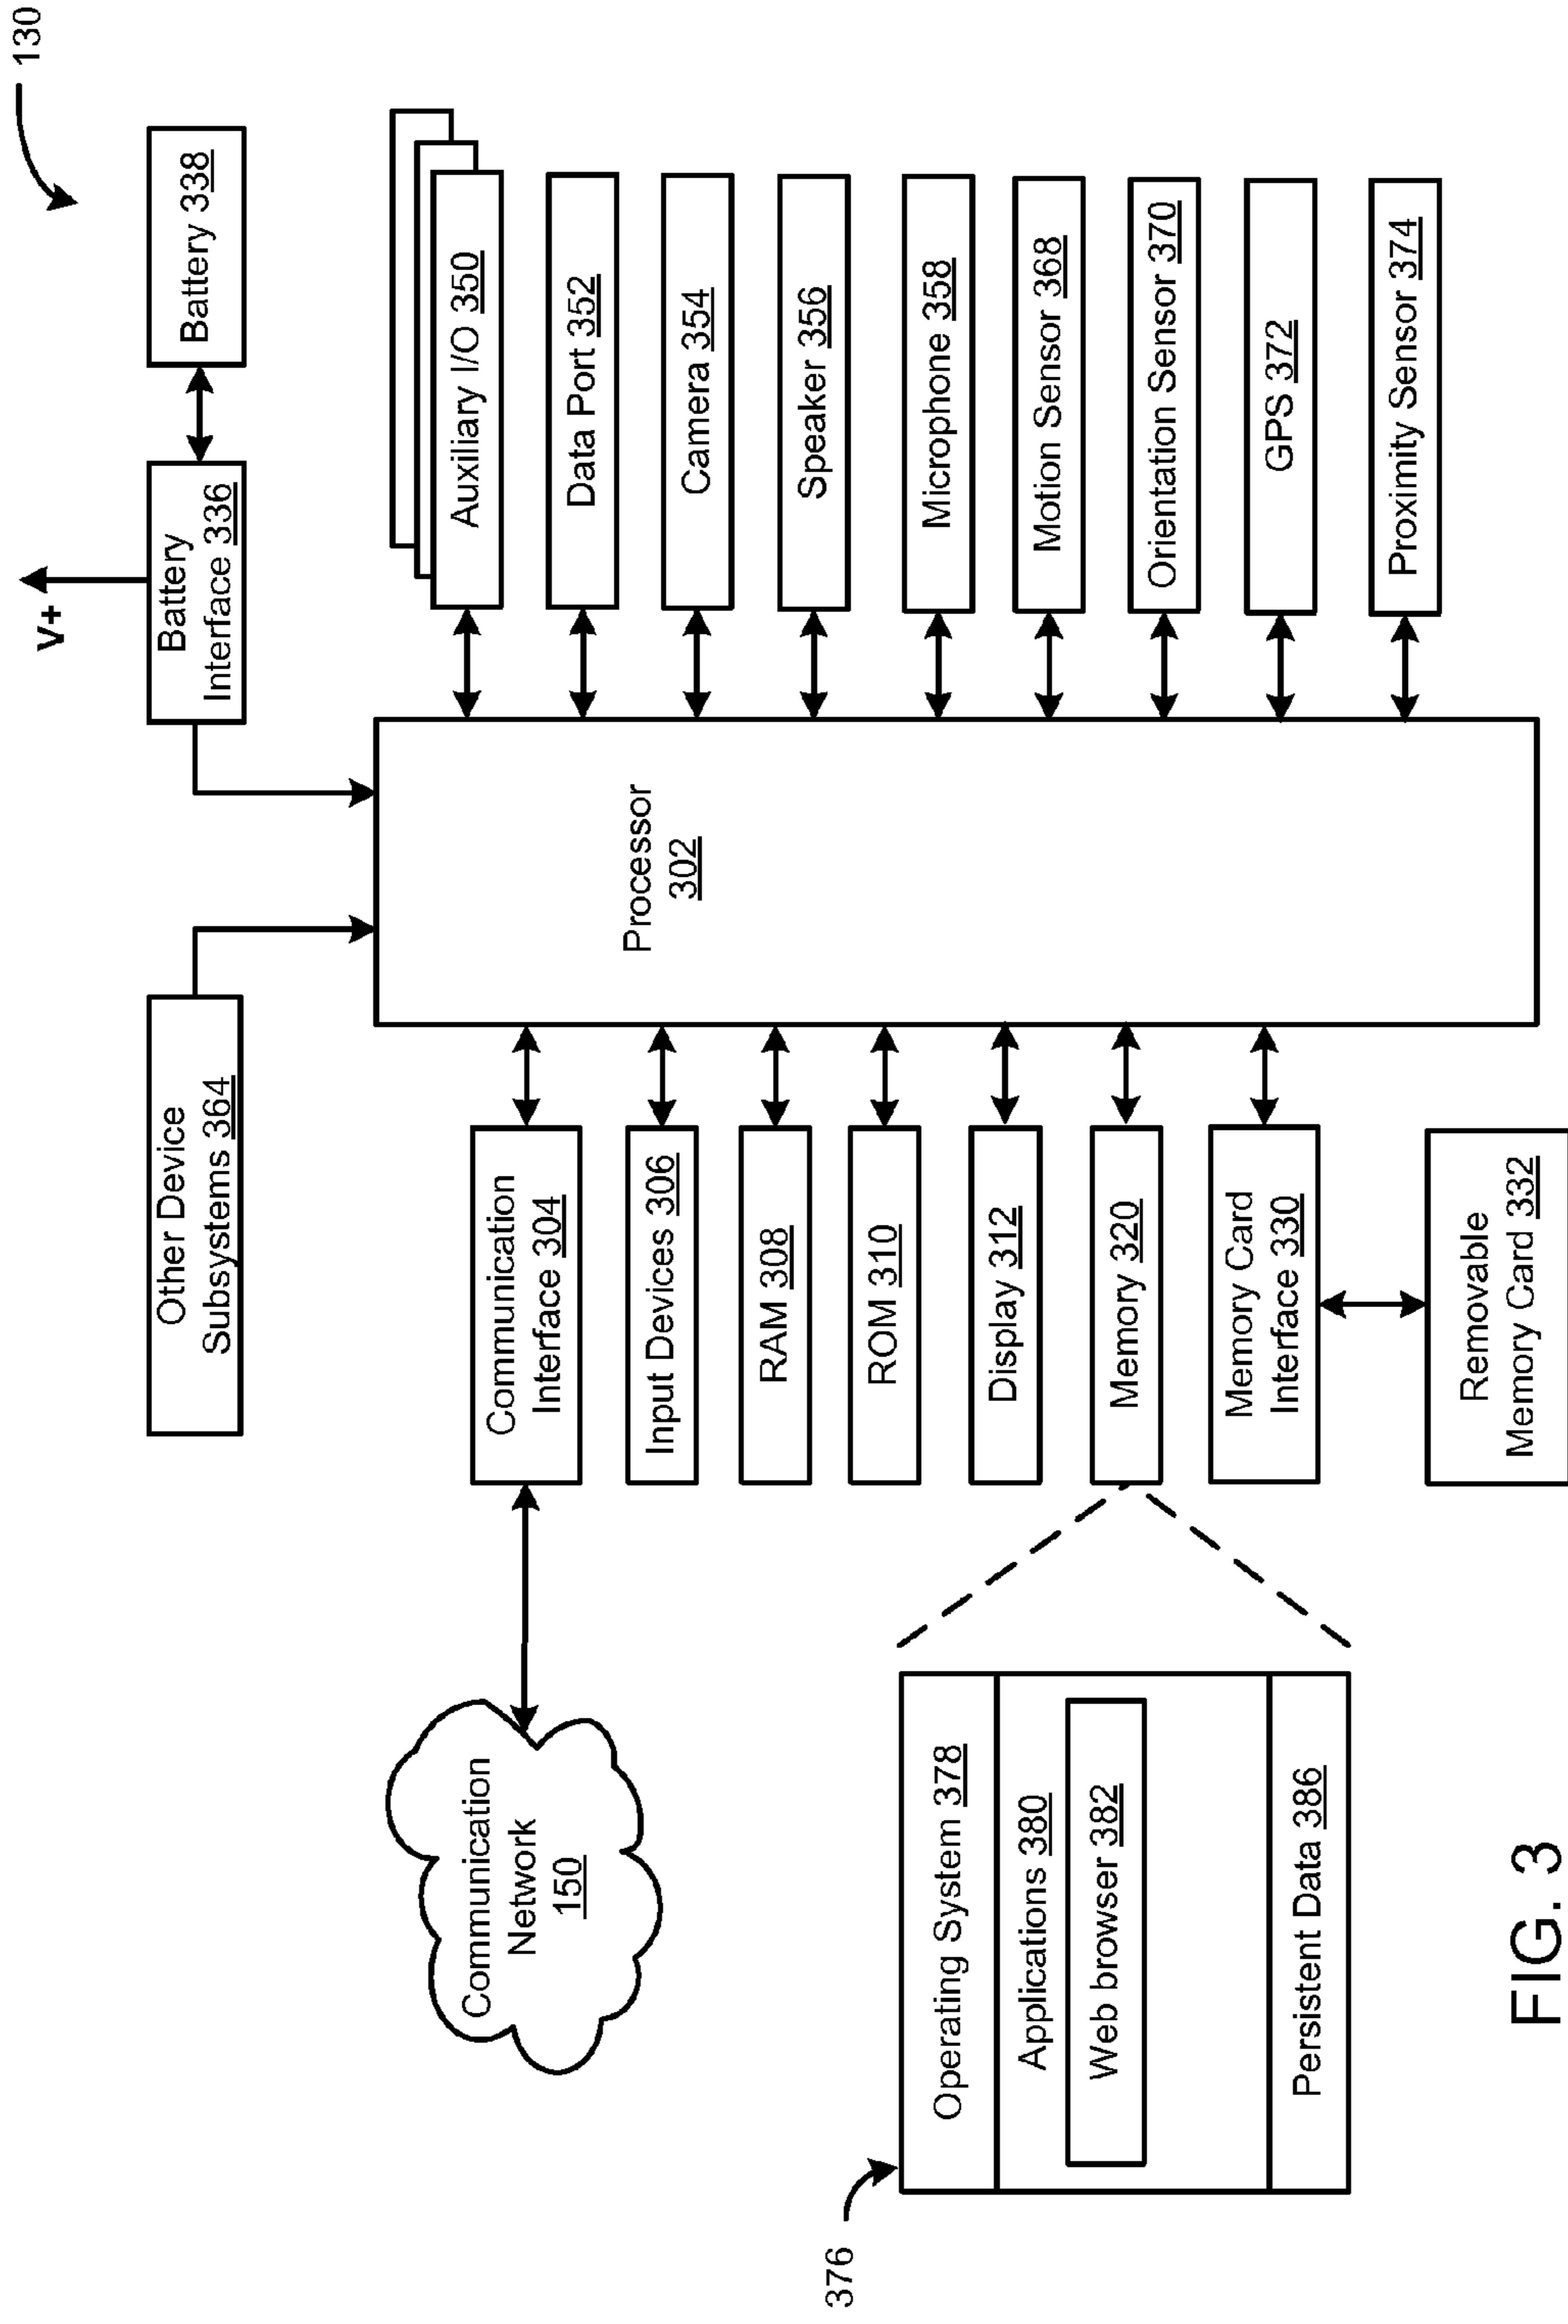 130
V+
Other Device
Subsystems 364
Battery
Interface 336
Battery 338
Communication
Network
150
Communication
Interface 304
Input Devices 306
RAM 308
ROM 310
Display 312
Memory 320
Memory Card
Interface 330
Removable
Memory Card 332
Processor
302
Auxiliary I/O 350
Data Port 352
Camera 354
Speaker 356
Microphone 358
Motion Sensor 368
Orientation Sensor 370
GPS 372
Proximity Sensor 374
376
Operating System 378
Applications 380
Web browser 382
Persistent Data 386
FIG. 3